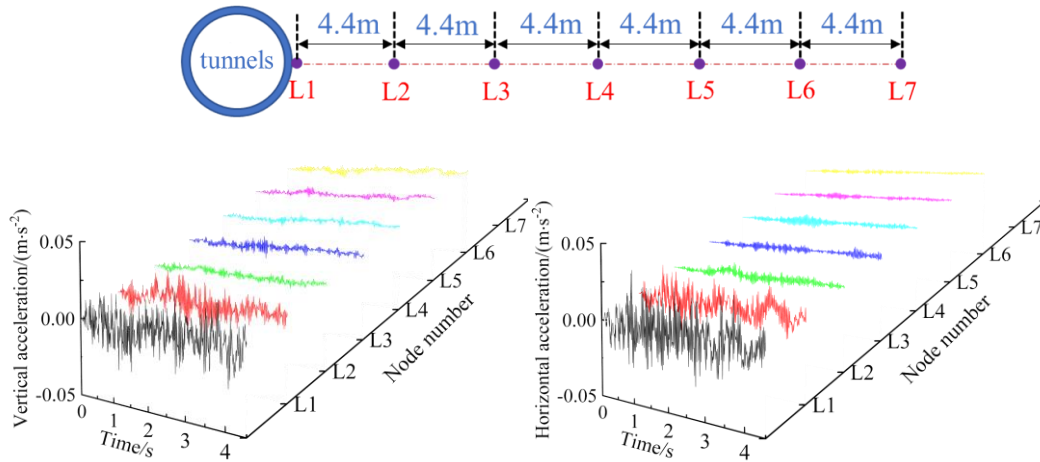 4.4m 4.4m 4.4m 4.4m 4.4m 4.4m
tunnels
L1 L2 L3 L4 L5 L6 L7
Vertical acceleration/(m·s⁻²)
0.05
0.00
-0.05
0 1 2 3 4
Time/s
L1 L2 L3 L4 L5 L6 L7
Node number
Horizontal acceleration/(m·s⁻²)
0.05
0.00
-0.05
0 1 2 3 4
Time/s
L1 L2 L3 L4 L5 L6 L7
Node number